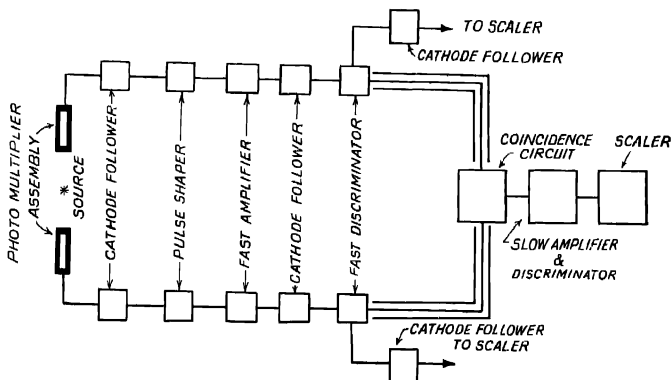 TO SCALER
CATHODE FOLLOWER
PHOTO MULTIPLIER
ASSEMBLY
SOURCE
CATHODE FOLLOWER
PULSE SHAPER
FAST AMPLIFIER
CATHODE FOLLOWER
FAST DISCRIMINATOR
COINCIDENCE
CIRCUIT
SCALER
SLOW AMPLIFIER
&
DISCRIMINATOR
CATHODE FOLLOWER
TO SCALER